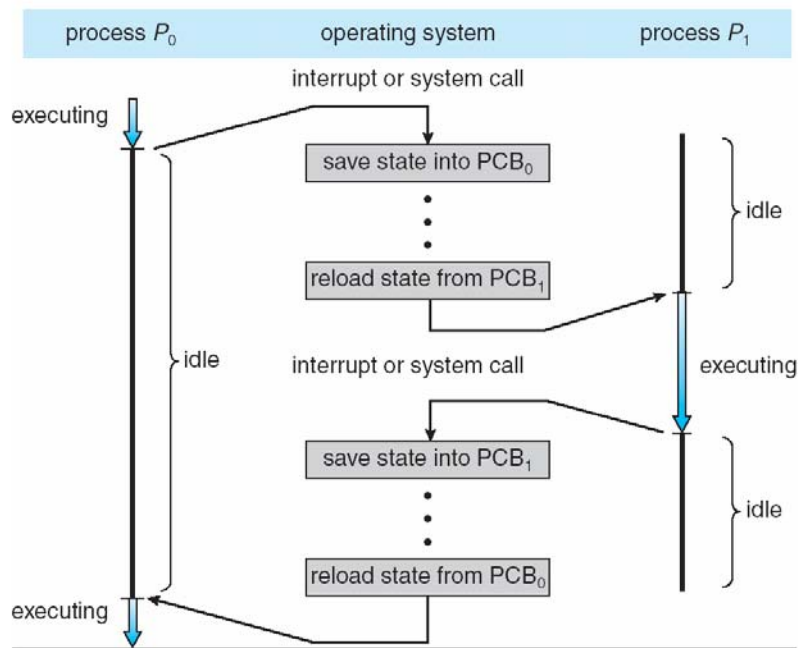 process P₀
operating system
process P₁
interrupt or system call
executing
save state into PCB₀
idle
reload state from PCB₁
idle
interrupt or system call
executing
save state into PCB₁
idle
reload state from PCB₀
executing